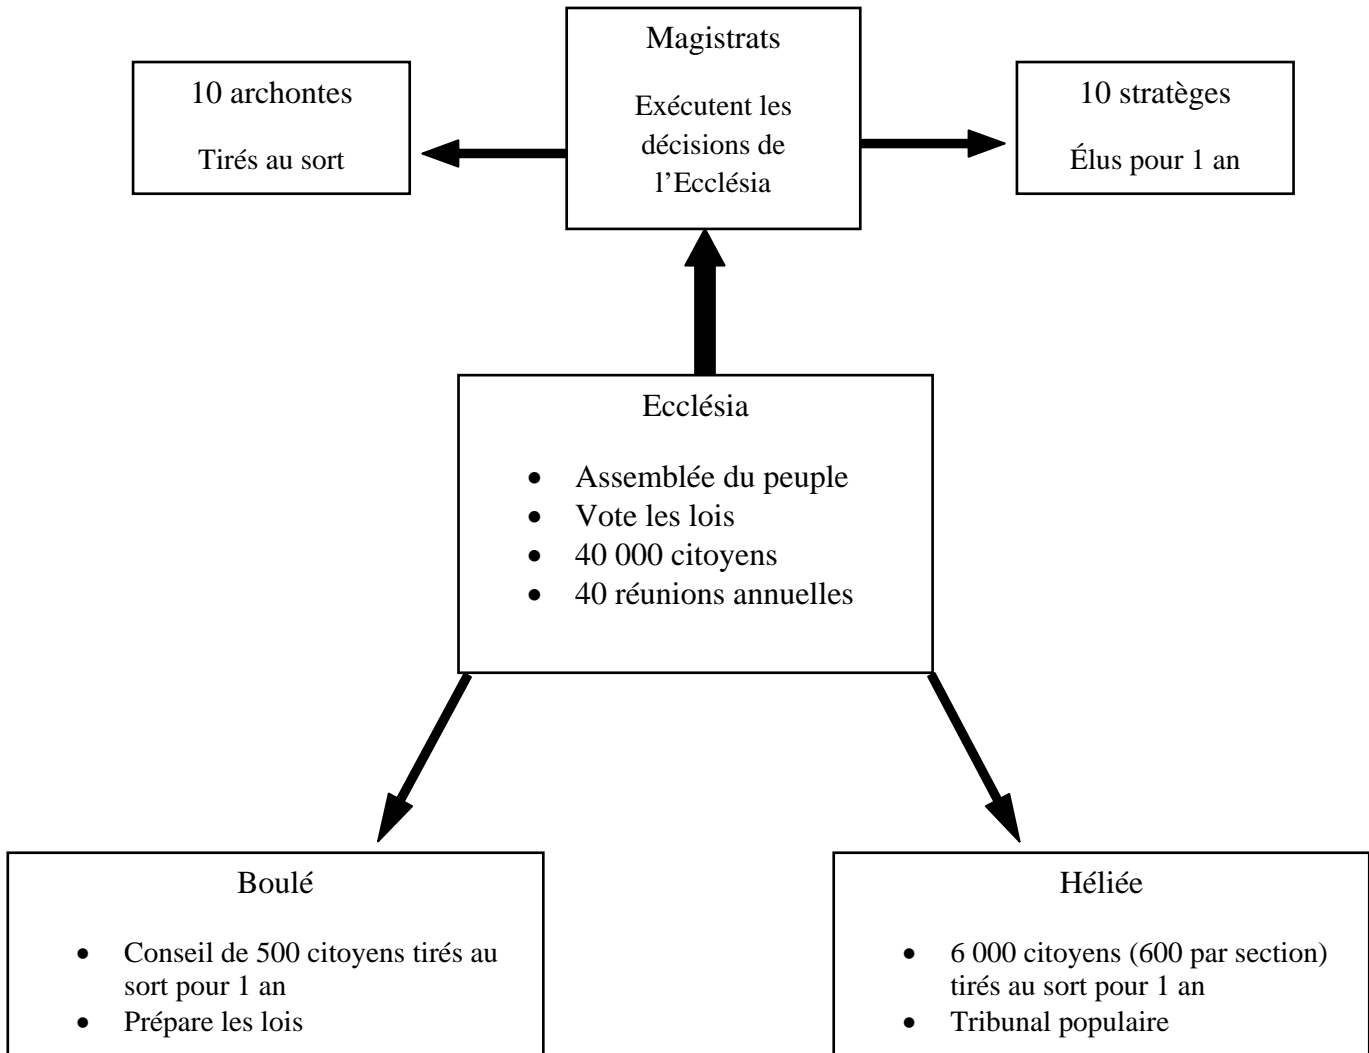 Magistrats
Exécutent les
décisions de
l’Ecclésia
10 archontes
Tirés au sort
10 stratèges
Élus pour 1 an
Ecclésia
• Assemblée du peuple
• Vote les lois
• 40 000 citoyens
• 40 réunions annuelles
Boulé
• Conseil de 500 citoyens tirés au
sort pour 1 an
• Prépare les lois
Héliée
• 6 000 citoyens (600 par section)
tirés au sort pour 1 an
• Tribunal populaire